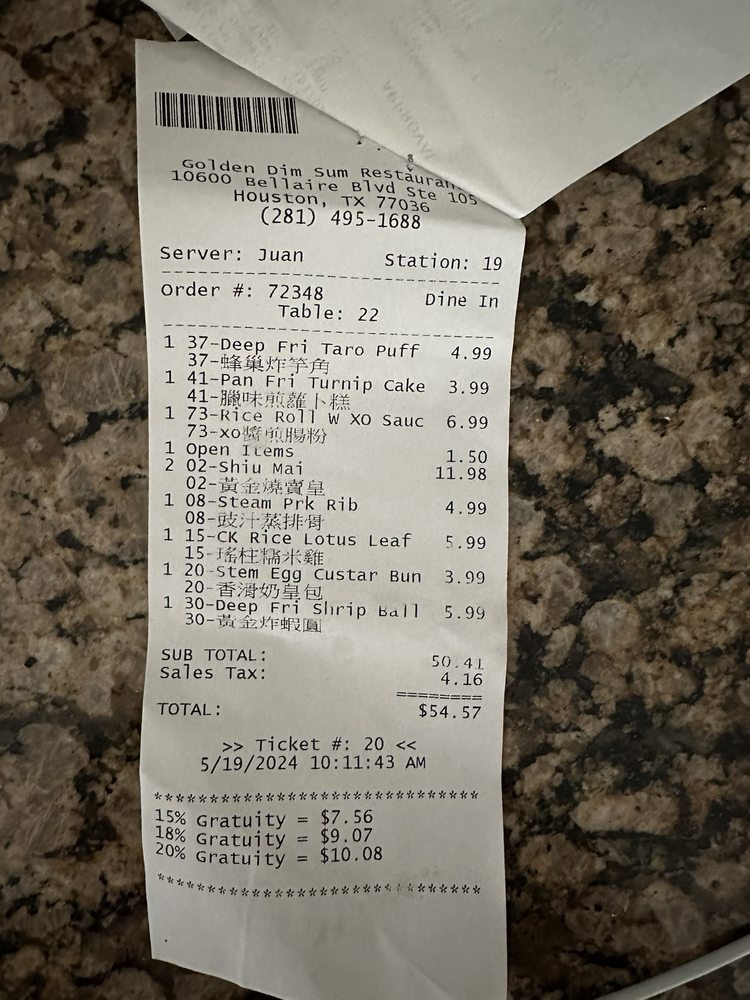 Golden Dim Sum Restauran
10600 Bellaire Blvd Ste 105
Houston, TX 77036
(281) 495-1688
Server: Juan Station: 19
Order #: 72348 Dine In
Table: 22
1 37-Deep Fri Taro Puff 4.99
37-蜂巢炸竽角
1 41-Pan Fri Turnip Cake 3.99
41-臘味煎蘿卜糕
1 73-Rice Roll W XO Sauc 6.99
73-xo醬煎腸粉
1 Open Items 1.50
2 02-Shiu Mai 11.98
02-黃金燒賣皇
1 08-Steam Prk Rib 4.99
08-豉汁蒸排骨
1 15-CK Rice Lotus Leaf 5.99
15-瑤柱糯米雞
1 20-Stem Egg Custar Bun 3.99
20-香滑奶皇包
1 30-Deep Fri Shrip Ball 5.99
30-黃金炸蝦圓
SUB TOTAL: 50.41
Sales Tax: 4.16
========
TOTAL: $54.57
>> Ticket #: 20 <<
5/19/2024 10:11:43 AM
******************************
15% Gratuity = $7.56
18% Gratuity = $9.07
20% Gratuity = $10.08
******************************